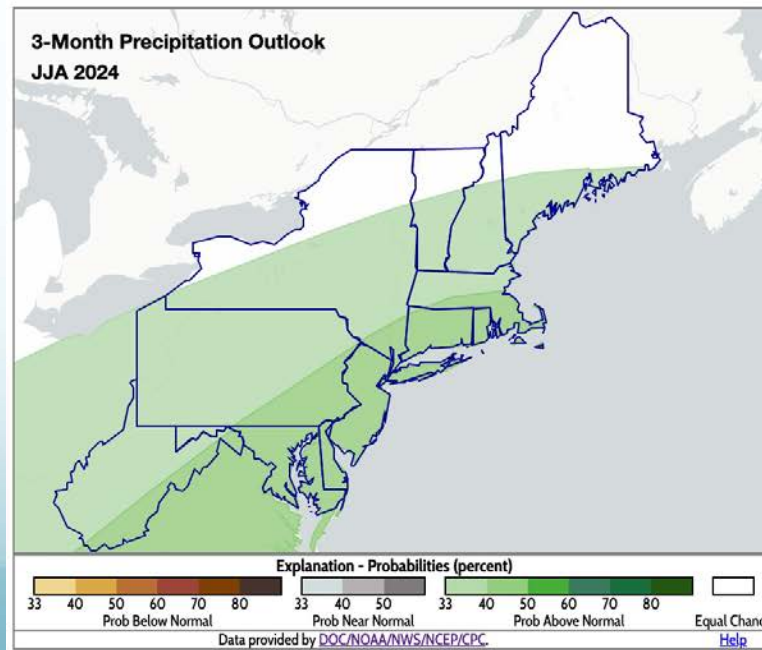 3-Month Precipitation Outlook
JJA 2024
Explanation - Probabilities (percent)
33 40 50 60 70 80 33 40 50 33 40 50 60 70 80
Prob Below Normal Prob Near Normal Prob Above Normal Equal Chanc
Data provided by DOC/NOAA/NWS/NCEP/CPC. Help